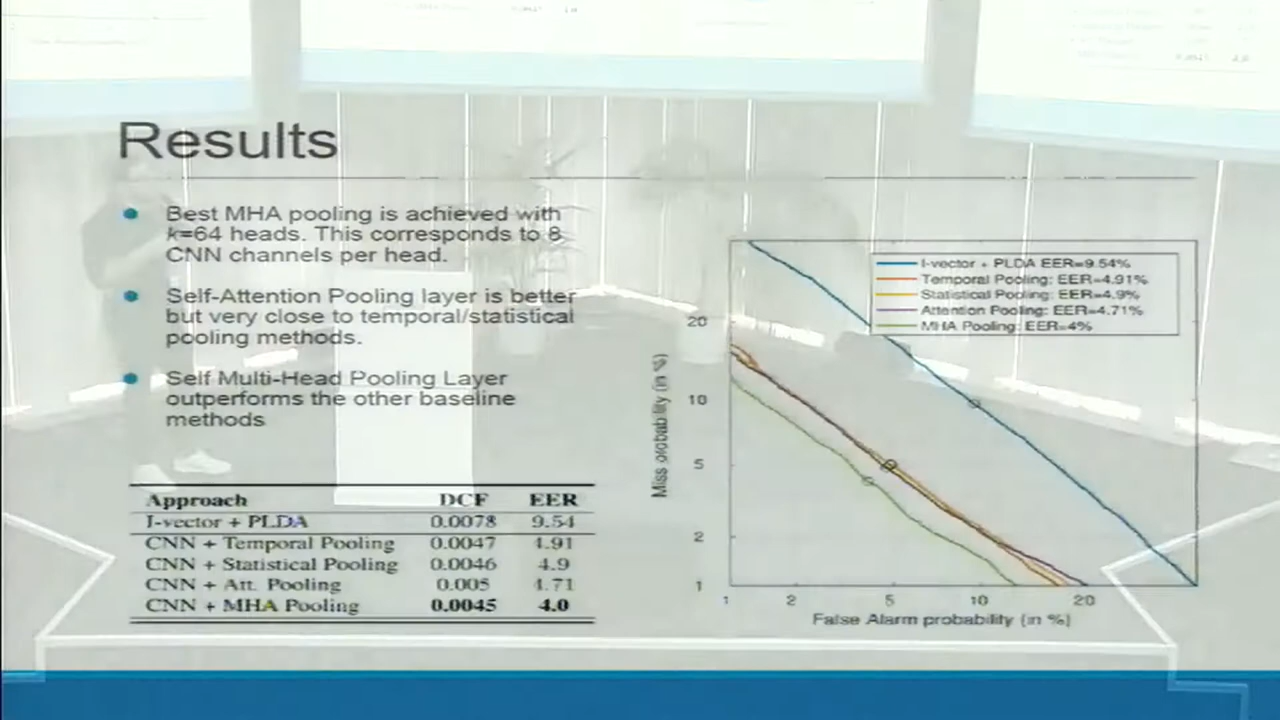 Results
Best MHA pooling is achieved with
k=64 heads. This corresponds to 8
CNN channels per head.
Self-Attention Pooling layer is better
but very close to temporal/statistical
pooling methods.
Self Multi-Head Pooling Layer
outperforms the other baseline
methods
Approach DCF EER
I-vector + PLDA 0.0078 9.54
CNN + Temporal Pooling 0.0047 4.91
CNN + Statistical Pooling 0.0046 4.9
CNN + Att. Pooling 0.005 4.71
CNN + MHA Pooling 0.0045 4.0
I-vector + PLDA EER=9.54%
Temporal Pooling: EER=4.91%
Statistical Pooling: EER=4.9%
Attention Pooling: EER=4.71%
MHA Pooling: EER=4%
Miss probability (in %)
20
10
5
2
1
1 2 5 10 20
False Alarm probability (in %)